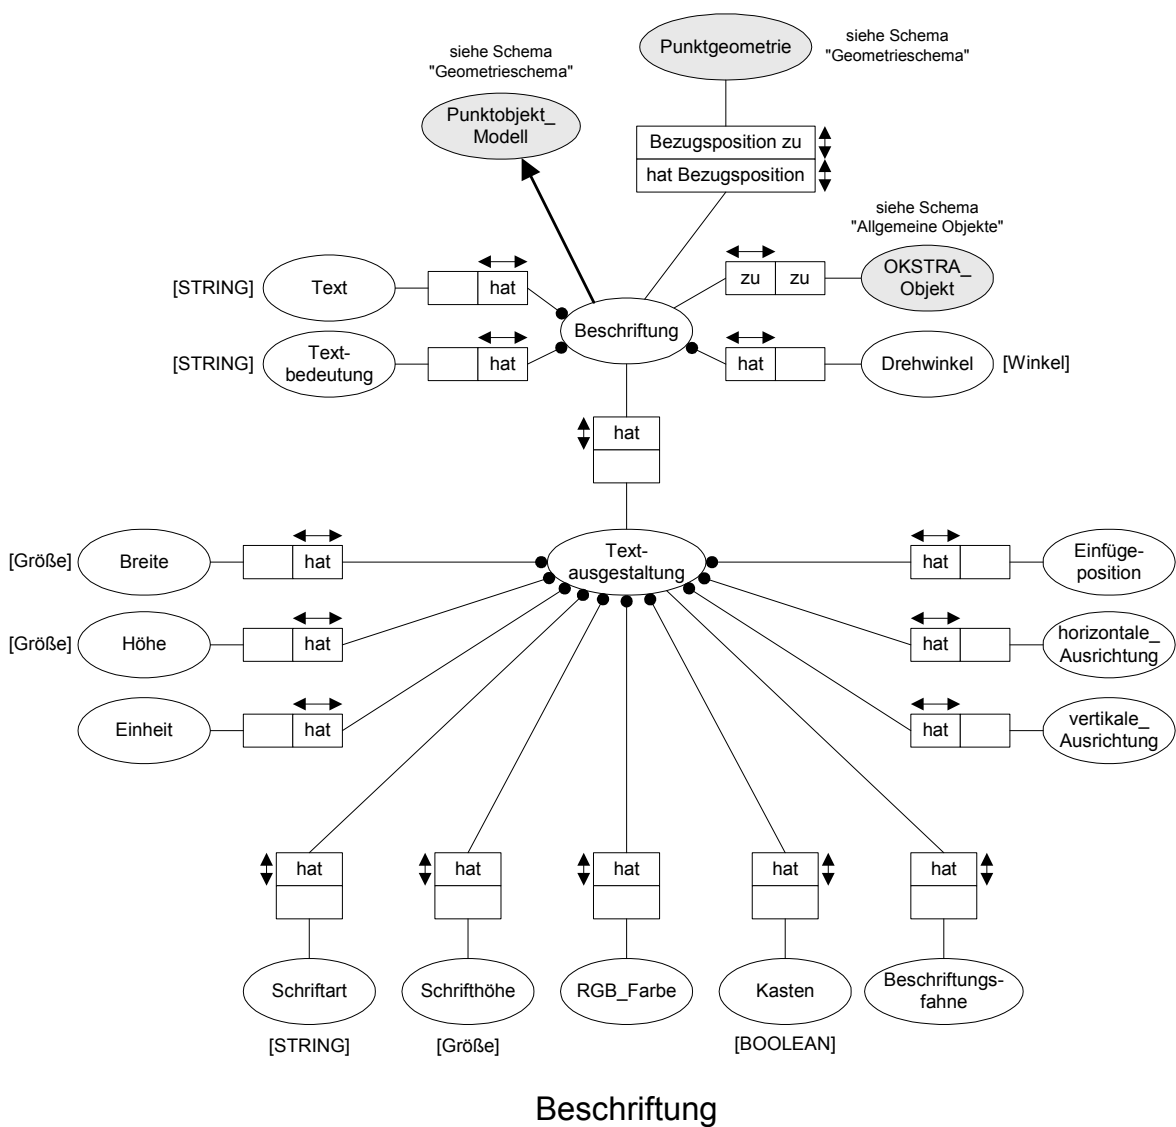 siehe Schema
"Geometrieschema"
Punktgeometrie
siehe Schema
"Geometrieschema"
Punktobjekt_
Modell
Bezugsposition zu
hat Bezugsposition
siehe Schema
"Allgemeine Objekte"
[STRING]
Text
hat
zu
zu
OKSTRA_
Objekt
Beschriftung
[STRING]
Text-
bedeutung
hat
hat
Drehwinkel
[Winkel]
hat
[Größe]
Breite
hat
Text-
ausgestaltung
hat
Einfüge-
position
[Größe]
Höhe
hat
hat
horizontale_
Ausrichtung
Einheit
hat
hat
vertikale_
Ausrichtung
hat
hat
hat
hat
hat
Schriftart
Schrifthöhe
RGB_Farbe
Kasten
Beschriftungs-
fahne
[STRING]
[Größe]
[BOOLEAN]
Beschriftung